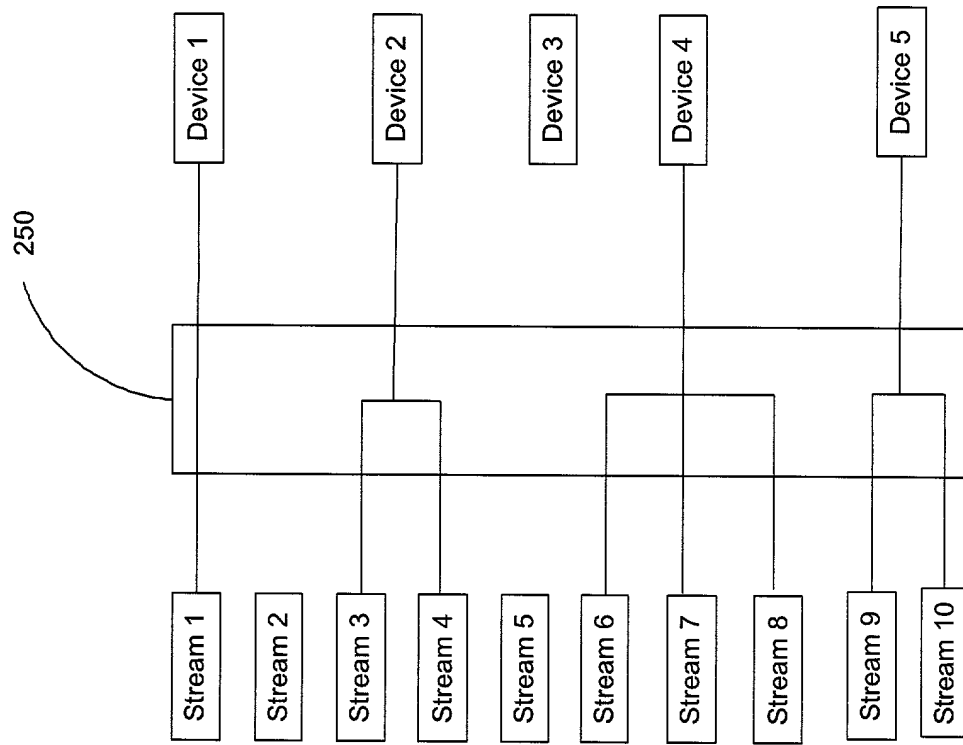 250
Stream 1
Stream 2
Stream 3
Stream 4
Stream 5
Stream 6
Stream 7
Stream 8
Stream 9
Stream 10
Device 1
Device 2
Device 3
Device 4
Device 5